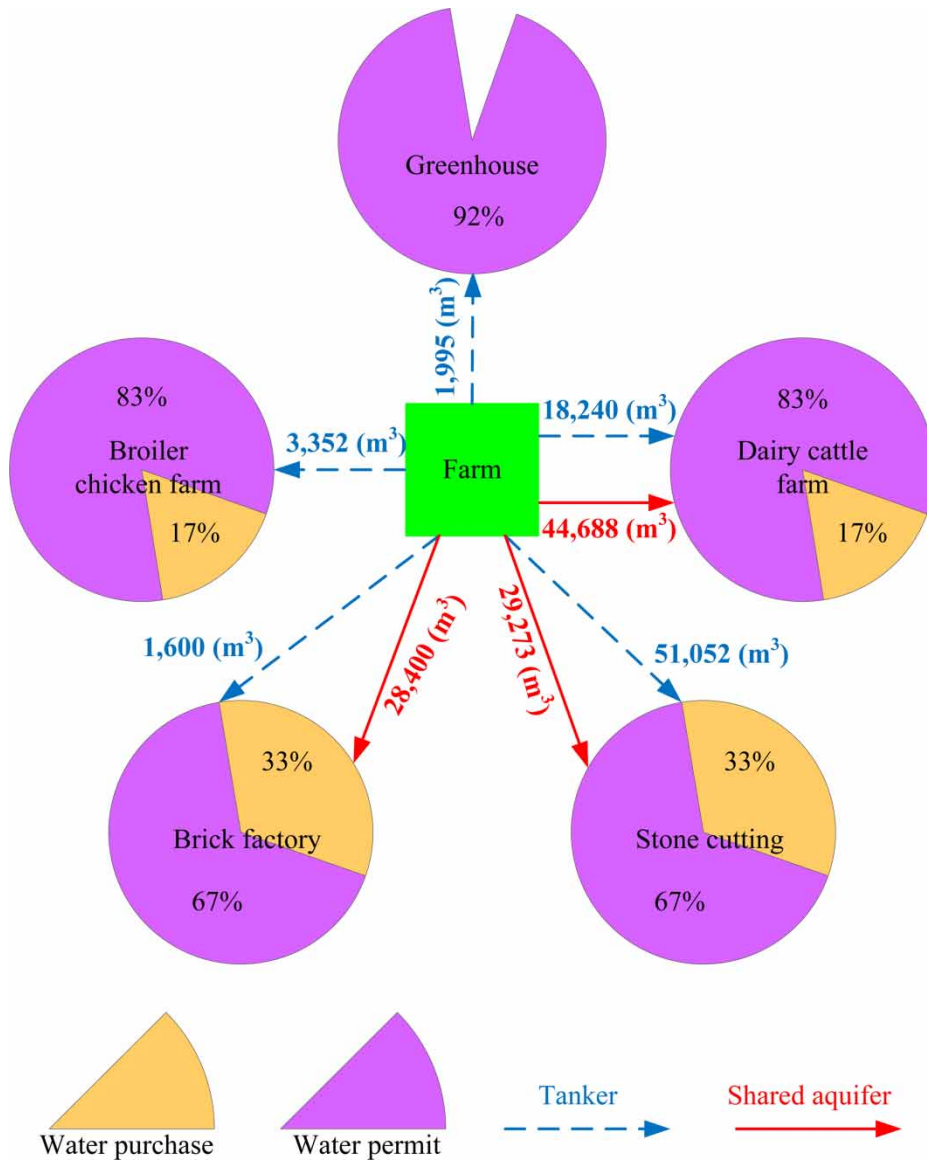 Greenhouse
92%
1,995 (m³)
83%
Broiler
chicken farm
17%
3,352 (m³)
Farm
18,240 (m³)
44,688 (m³)
83%
Dairy cattle
farm
17%
1,600 (m³)
28,400 (m³)
29,273 (m³)
51,052 (m³)
33%
Brick factory
67%
33%
Stone cutting
67%
Water purchase
Water permit
Tanker
Shared aquifer